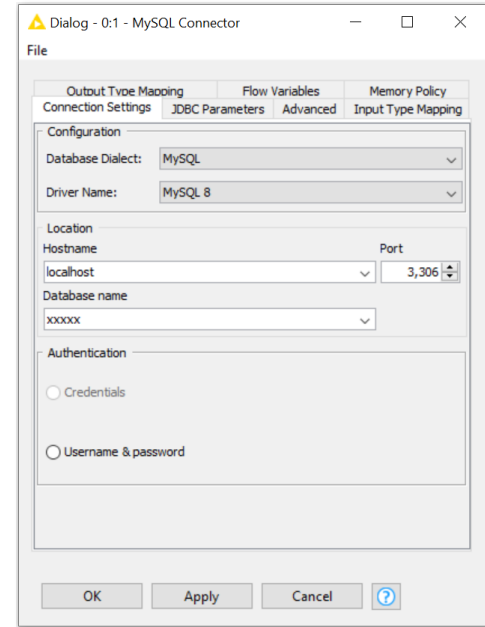 Dialog - 0:1 - MySQL Connector
File
Output Type Mapping Flow Variables Memory Policy
Connection Settings JDBC Parameters Advanced Input Type Mapping
Configuration
Database Dialect: MySQL
Driver Name: MySQL 8
Location
Hostname Port
localhost 3,306
Database name
xxxxx
Authentication
Credentials
Username & password
OK Apply Cancel ?